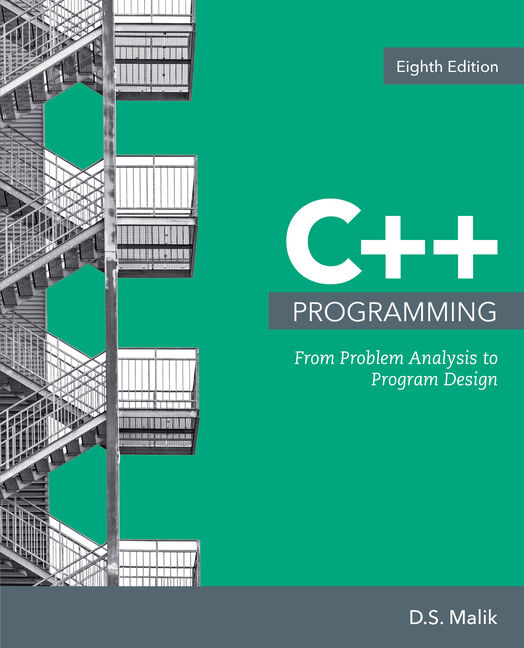 Eighth Edition
C++
PROGRAMMING
From Problem Analysis to
Program Design
D.S. Malik